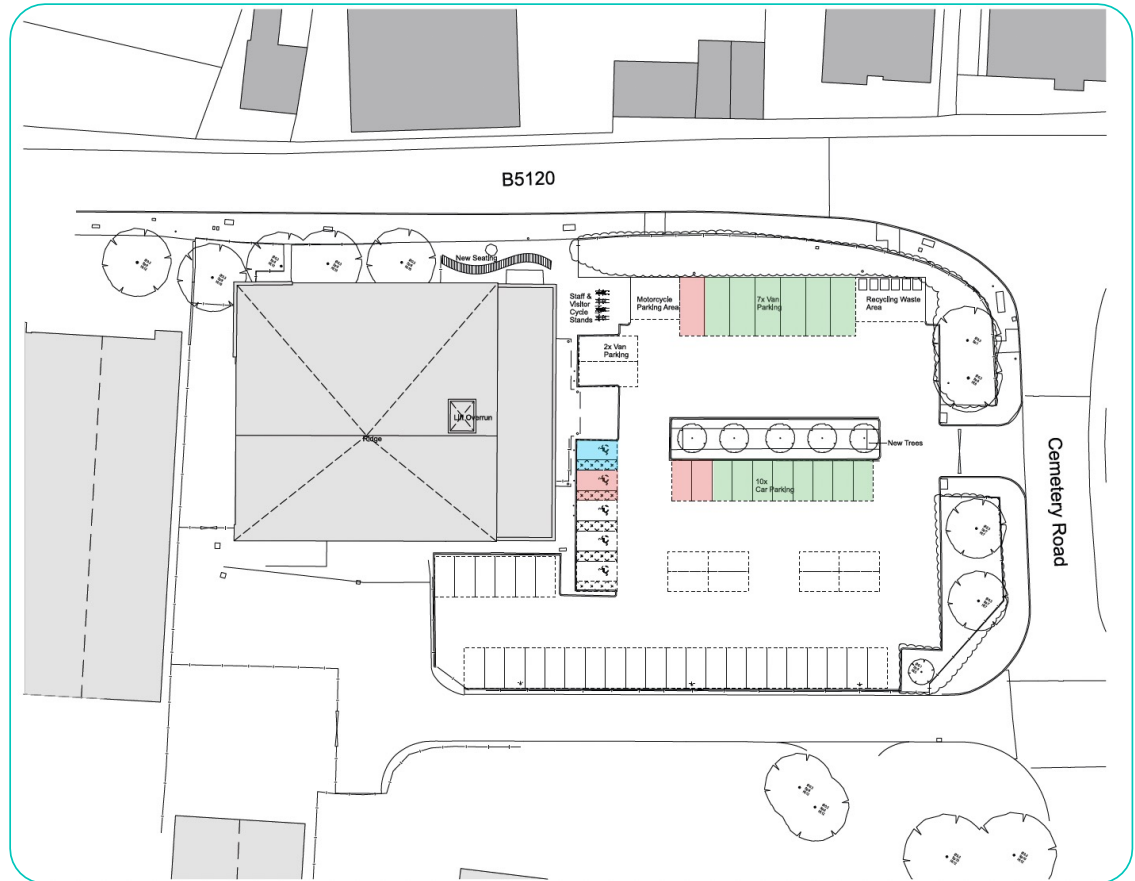 B5120
New Seating
Staff &
Visitor
Cycle
Stands
Motorcycle
Parking Area
7x Van
Parking
Recycling Waste
Area
2x Van
Parking
Lift Overrun
Ridge
New Trees
10x
Car Parking
Cemetery Road